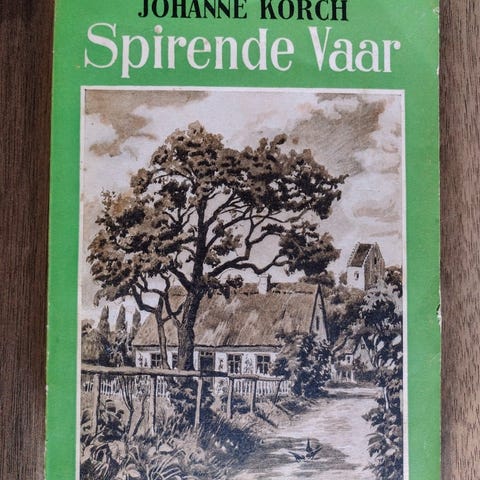 JOHANNE KORCH
Spirende Vaar